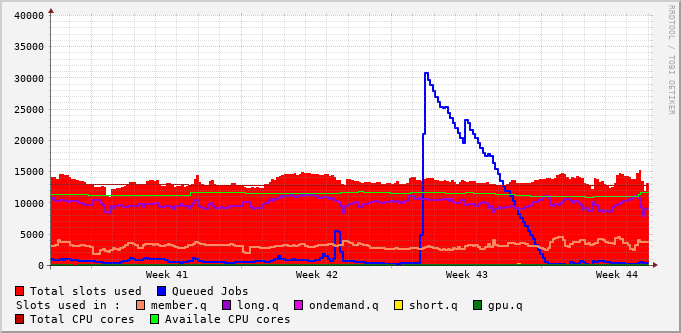 40000
35000
30000
25000
20000
15000
10000
5000
0
Week 41 Week 42 Week 43 Week 44
Total slots used Queued Jobs
Slots used in : member.q long.q ondemand.q short.q gpu.q
Total CPU cores Availale CPU cores
RRDTOOL / TOBI OETIKER